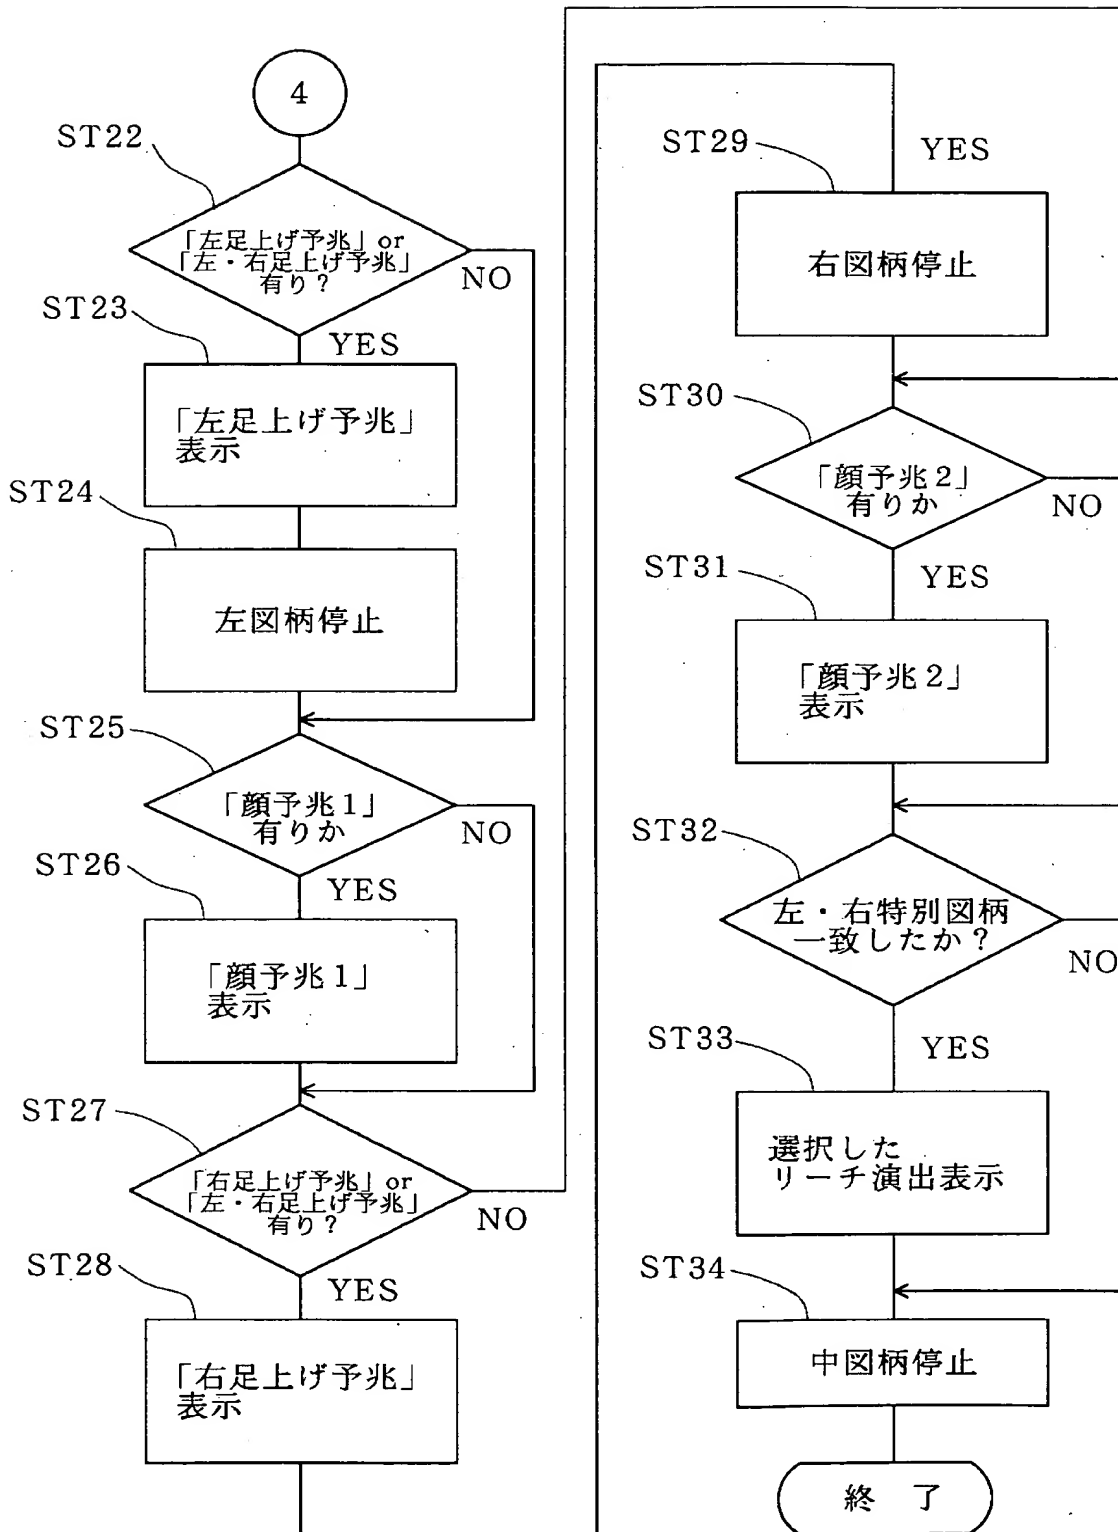 4
ST22
「左足上げ予兆」or
「左・右足上げ予兆」
有り？
NO
YES
ST23
「左足上げ予兆」
表示
ST24
左図柄停止
ST25
「顔予兆1」
有りか
NO
YES
ST26
「顔予兆1」
表示
ST27
「右足上げ予兆」or
「左・右足上げ予兆」
有り？
NO
YES
ST28
「右足上げ予兆」
表示
YES
ST29
右図柄停止
ST30
「顔予兆2」
有りか
NO
YES
ST31
「顔予兆2」
表示
ST32
左・右特別図柄
一致したか？
NO
YES
ST33
選択した
リーチ演出表示
ST34
中図柄停止
終 了